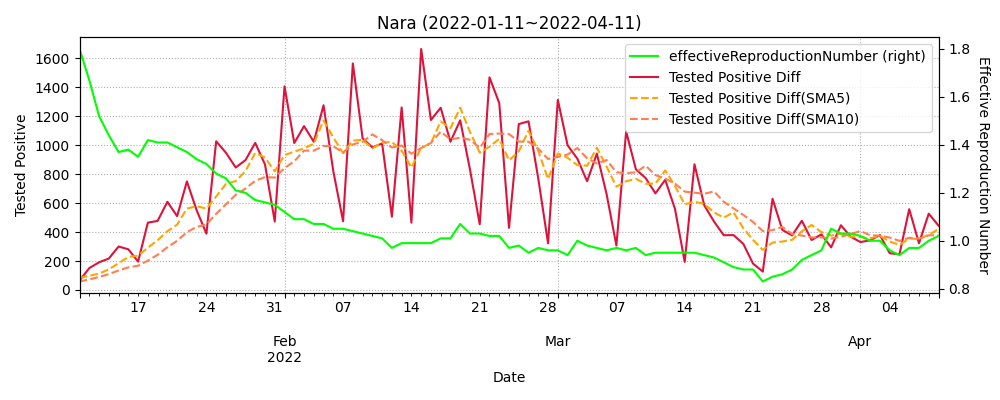 Nara (2022-01-11~2022-04-11)
effectiveReproductionNumber (right)
Tested Positive Diff
Tested Positive Diff(SMA5)
Tested Positive Diff(SMA10)
Tested Positive
1600
1400
1200
1000
800
600
400
200
0
Effective Reproduction Number
1.8
1.6
1.4
1.2
1.0
0.8
17 24 31 07 14 21 28 07 14 21 28 04
Feb Mar Apr
2022
Date